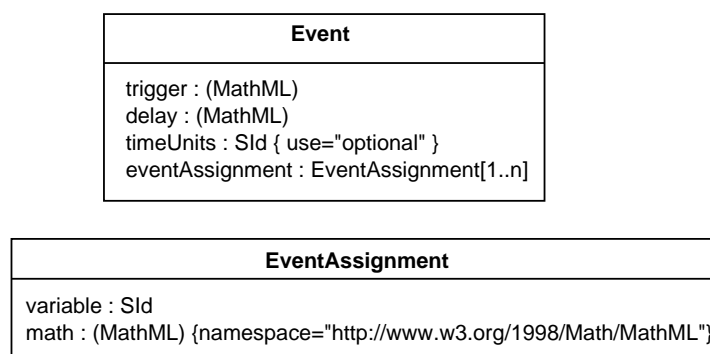 Event
trigger : (MathML)
delay : (MathML)
timeUnits : SId { use="optional" }
eventAssignment : EventAssignment[1..n]
EventAssignment
variable : SId
math : (MathML) {namespace="http://www.w3.org/1998/Math/MathML"}